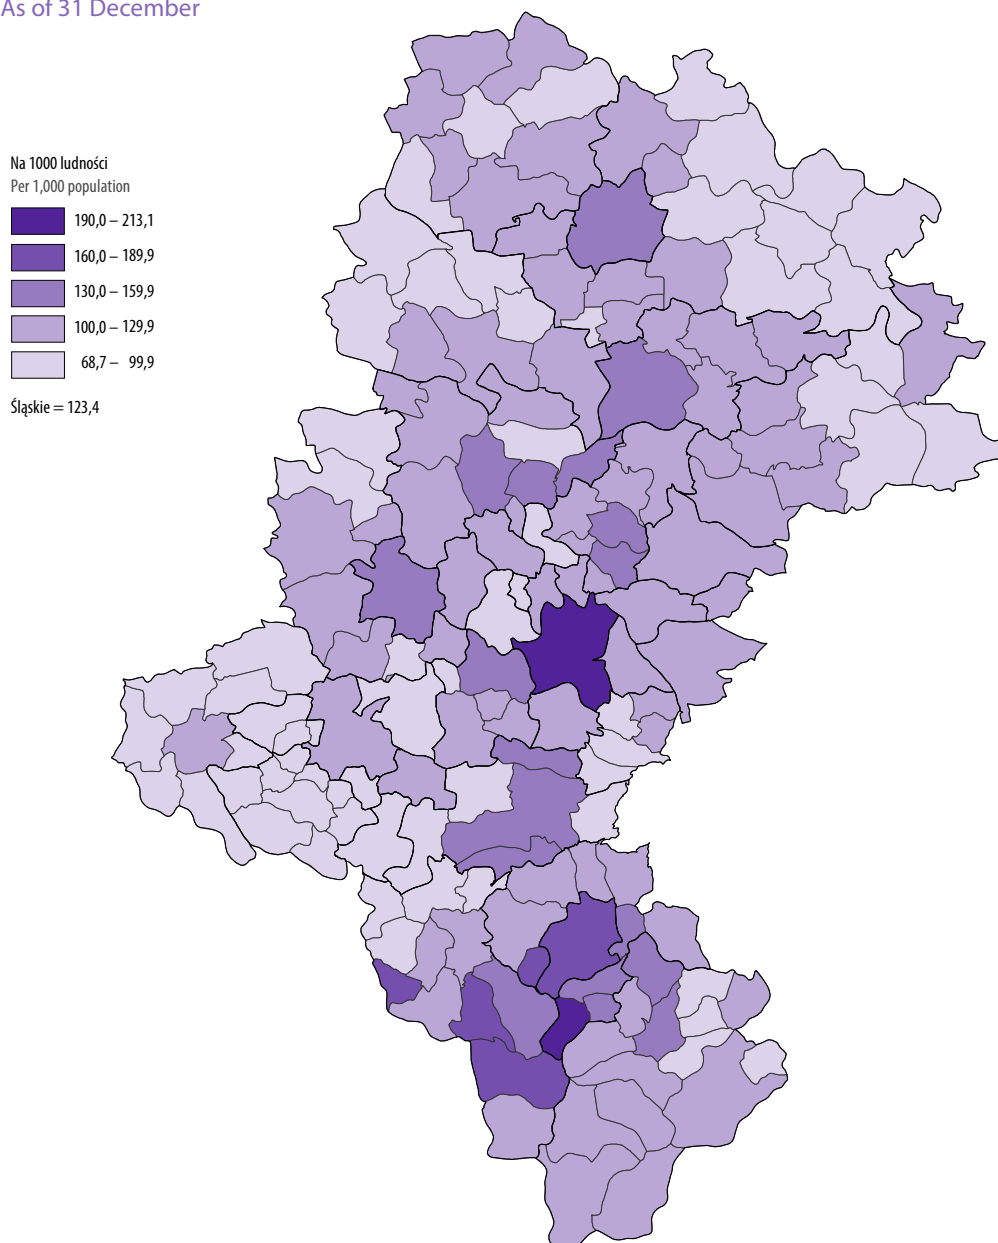 As of 31 December
Na 1000 ludności
Per 1,000 population
190,0 – 213,1
160,0 – 189,9
130,0 – 159,9
100,0 – 129,9
68,7 – 99,9
Śląskie = 123,4